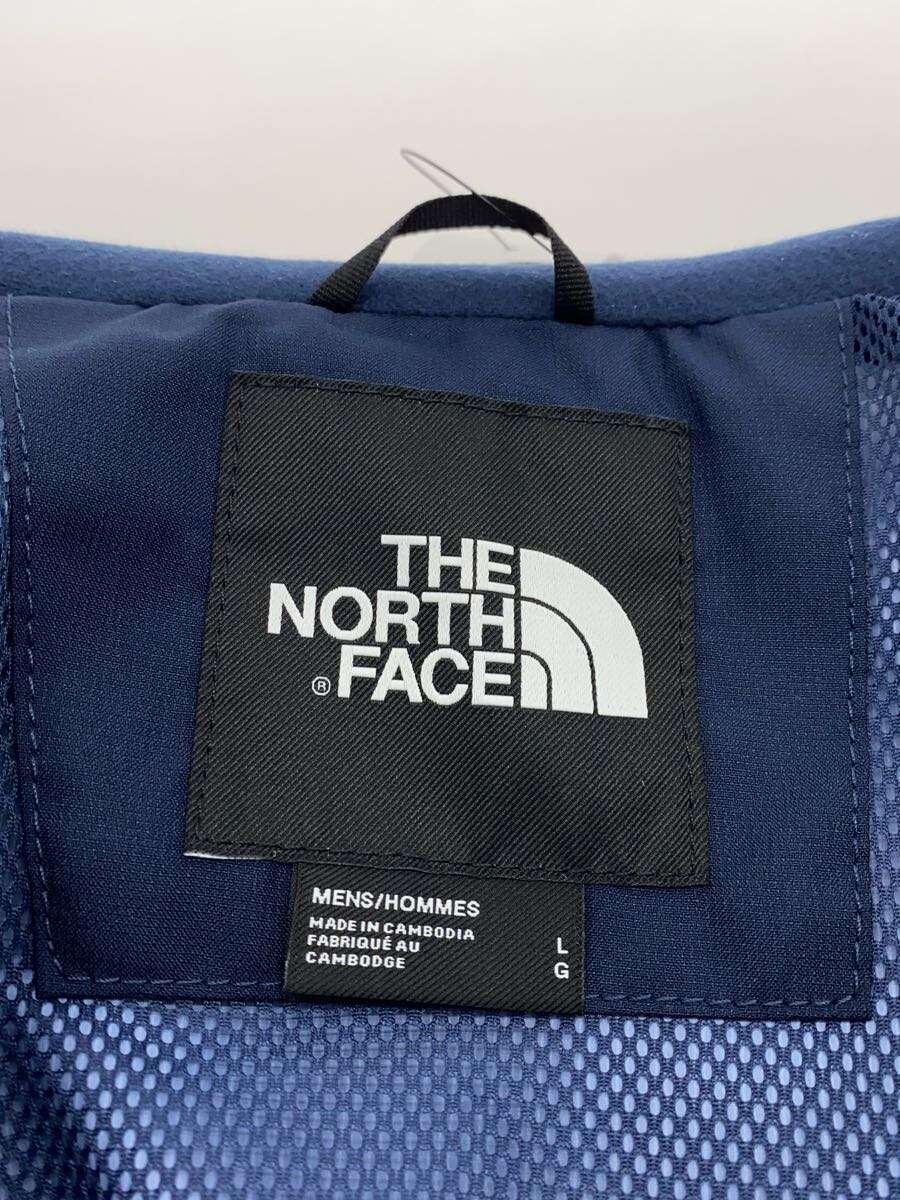 THE
NORTH
® FACE
MENS/HOMMES
MADE IN CAMBODIA
FABRIQUÉ AU
CAMBODGE
L
G